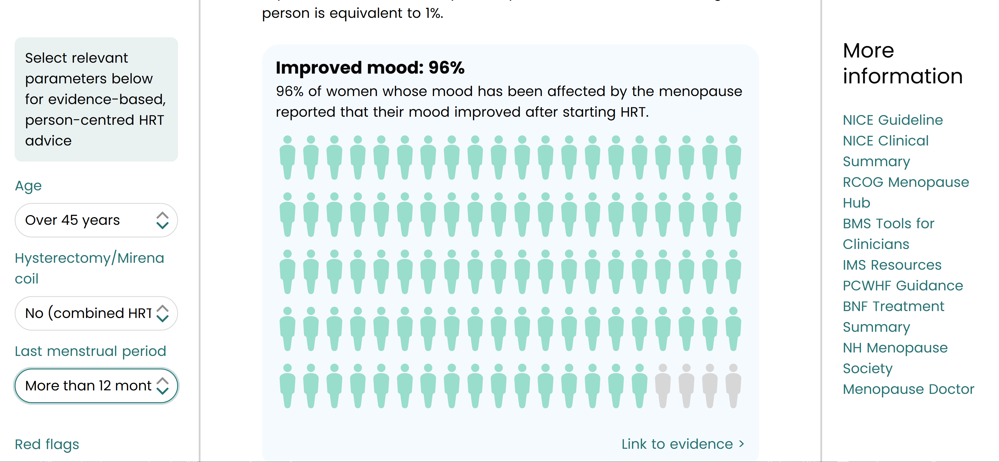 person is equivalent to 1%.
Select relevant
parameters below
for evidence-based,
person-centred HRT
advice
Age
Over 45 years
Hysterectomy/Mirena
coil
No (combined HRT
Last menstrual period
More than 12 mont
Red flags
Improved mood: 96%
96% of women whose mood has been affected by the menopause
reported that their mood improved after starting HRT.
Link to evidence >
More
information
NICE Guideline
NICE Clinical
Summary
RCOG Menopause
Hub
BMS Tools for
Clinicians
IMS Resources
PCWHF Guidance
BNF Treatment
Summary
NH Menopause
Society
Menopause Doctor